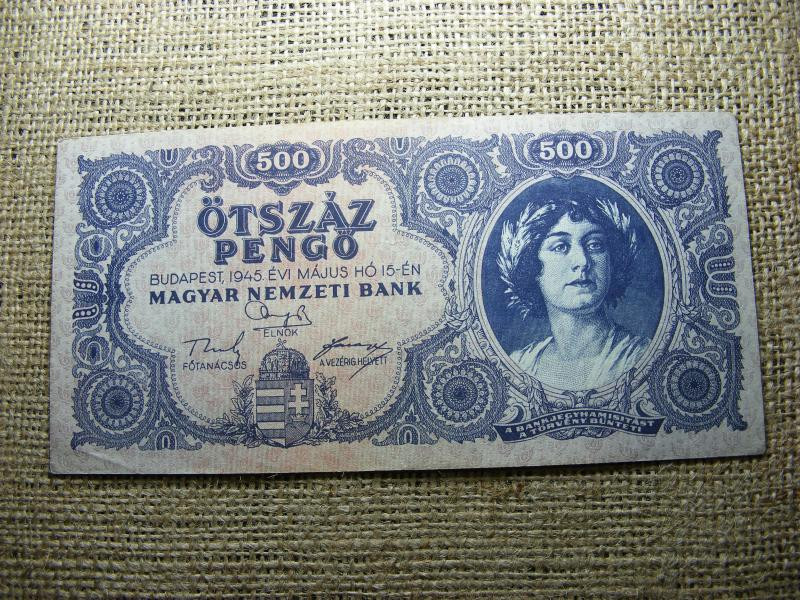 500
500
ÖTSZÁZ
PENGŐ
BUDAPEST, 1945. ÉVI MÁJUS HÓ 15-ÉN
MAGYAR NEMZETI BANK
ELNÖK
FŐTANÁCSOS
A VEZÉRIG. HELYETT
A BANKJEGYHAMISÍTÁST
A TÖRVÉNY BÜNTETI